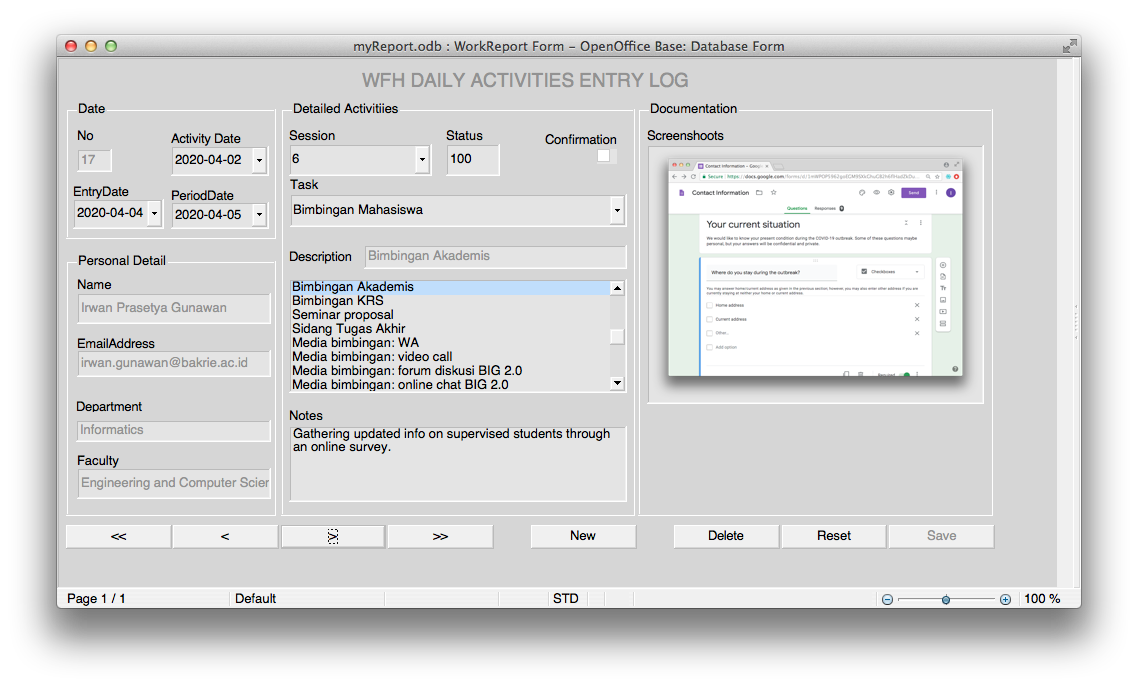 myReport.odb : WorkReport Form – OpenOffice Base: Database Form
WFH DAILY ACTIVITIES ENTRY LOG
Date
No
17
Activity Date
2020-04-02
EntryDate
2020-04-04
PeriodDate
2020-04-05
Personal Detail
Name
Irwan Prasetya Gunawan
EmailAddress
irwan.gunawan@bakrie.ac.id
Department
Informatics
Faculty
Engineering and Computer Scier
Detailed Activitiies
Session
6
Status
100
Confirmation
Task
Bimbingan Mahasiswa
Description
Bimbingan Akademis
Bimbingan Akademis
Bimbingan KRS
Seminar proposal
Sidang Tugas Akhir
Media bimbingan: WA
Media bimbingan: video call
Media bimbingan: forum diskusi BIG 2.0
Media bimbingan: online chat BIG 2.0
Notes
Gathering updated info on supervised students through
an online survey.
Documentation
Screenshoots
Contact Information – Google
Secure https://docs.google.com/forms/d/
Contact Information
Send
Questions Responses
Your current situation
We would like to know your present condition during the COVID-19 outbreak. Some of these questions maybe
personal, but your answers will be confidential and private.
Where do you stay during the outbreak?
Checkboxes
You may answer home/current address as given in the previous section; however, you may also enter other address if you are
currently staying at neither your home or current address.
Home address
Current address
Other...
Add option
Required
<< < > >> New Delete Reset Save
Page 1 / 1 Default STD 100 %